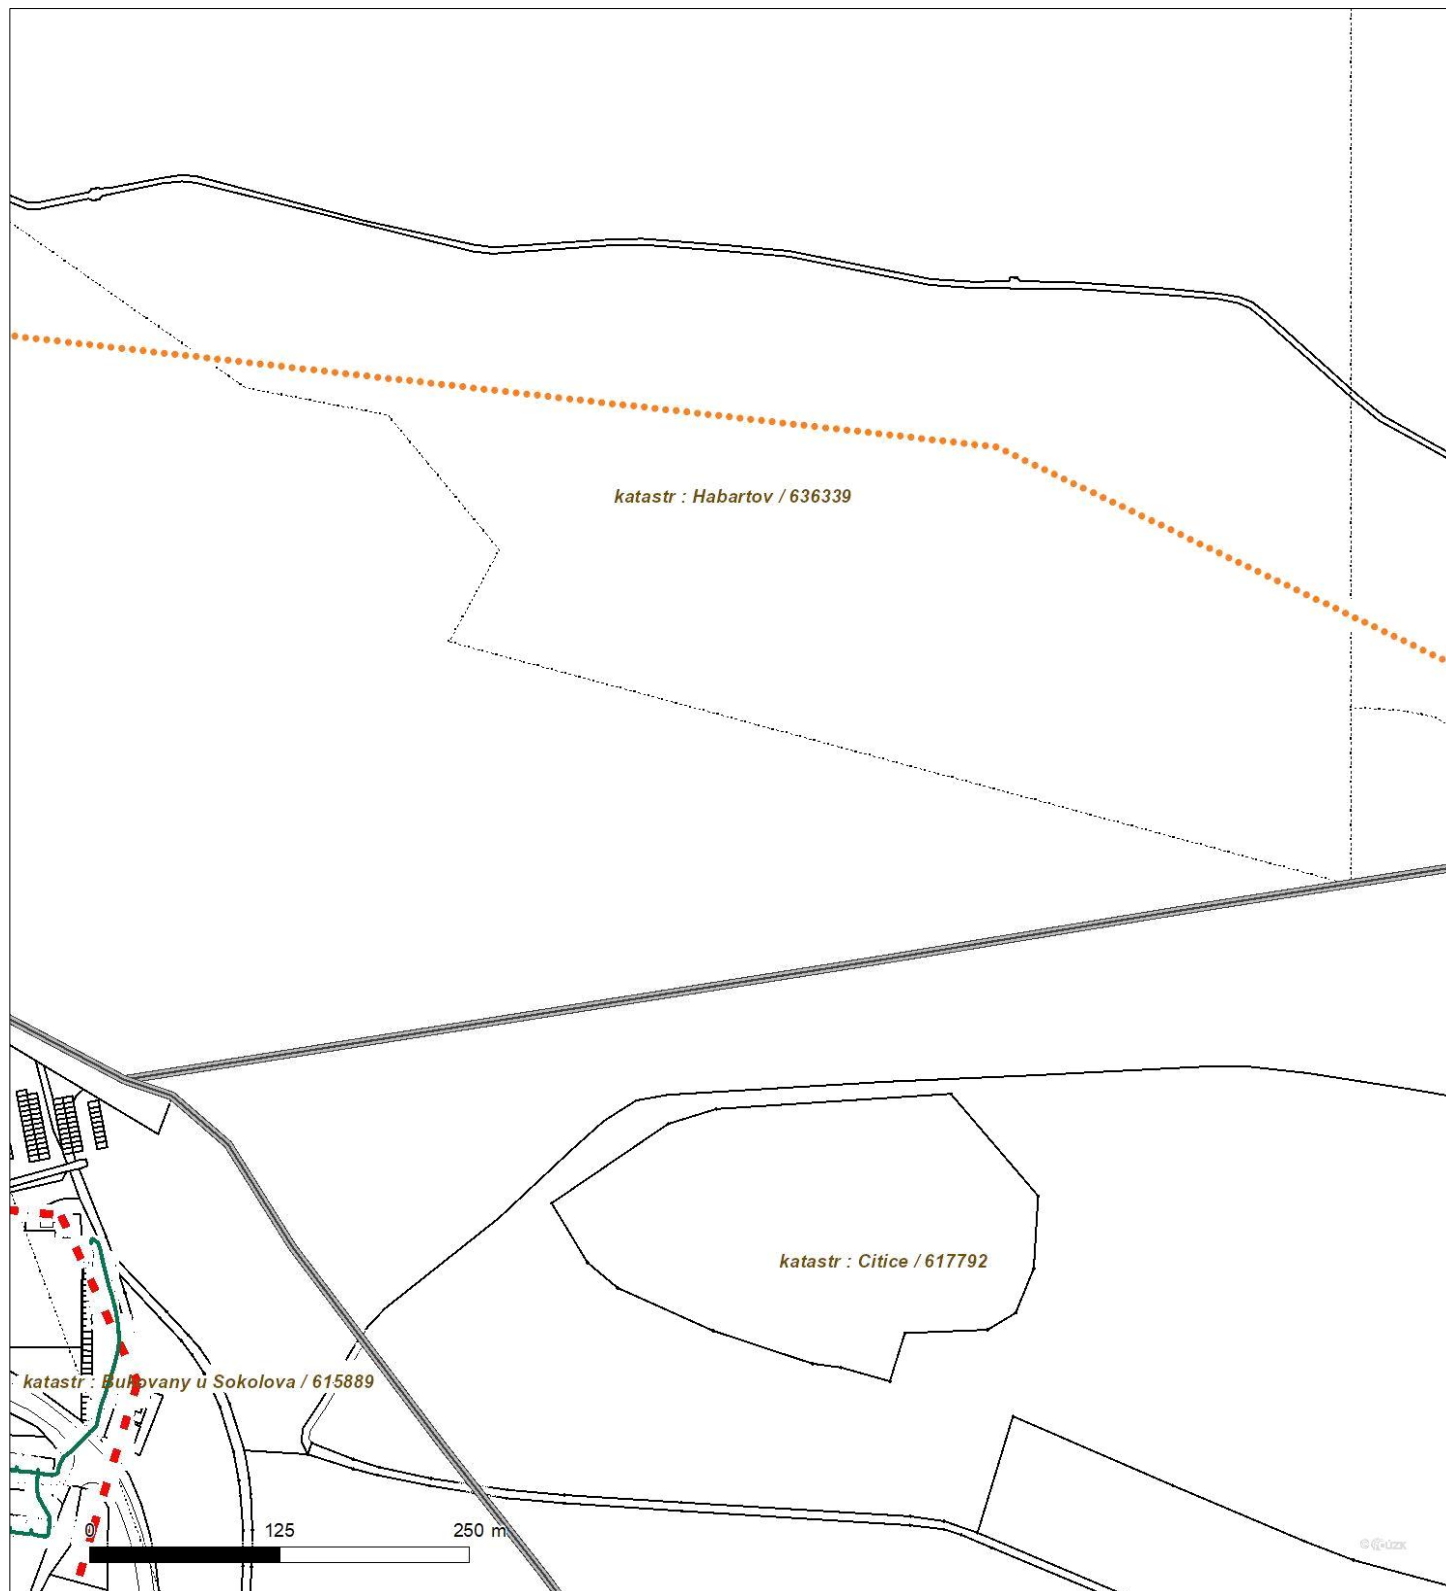 katastr : Habartov / 636339
katastr : Citice / 617792
katastr : Bukovany u Sokolova / 615889
0 125 250 m